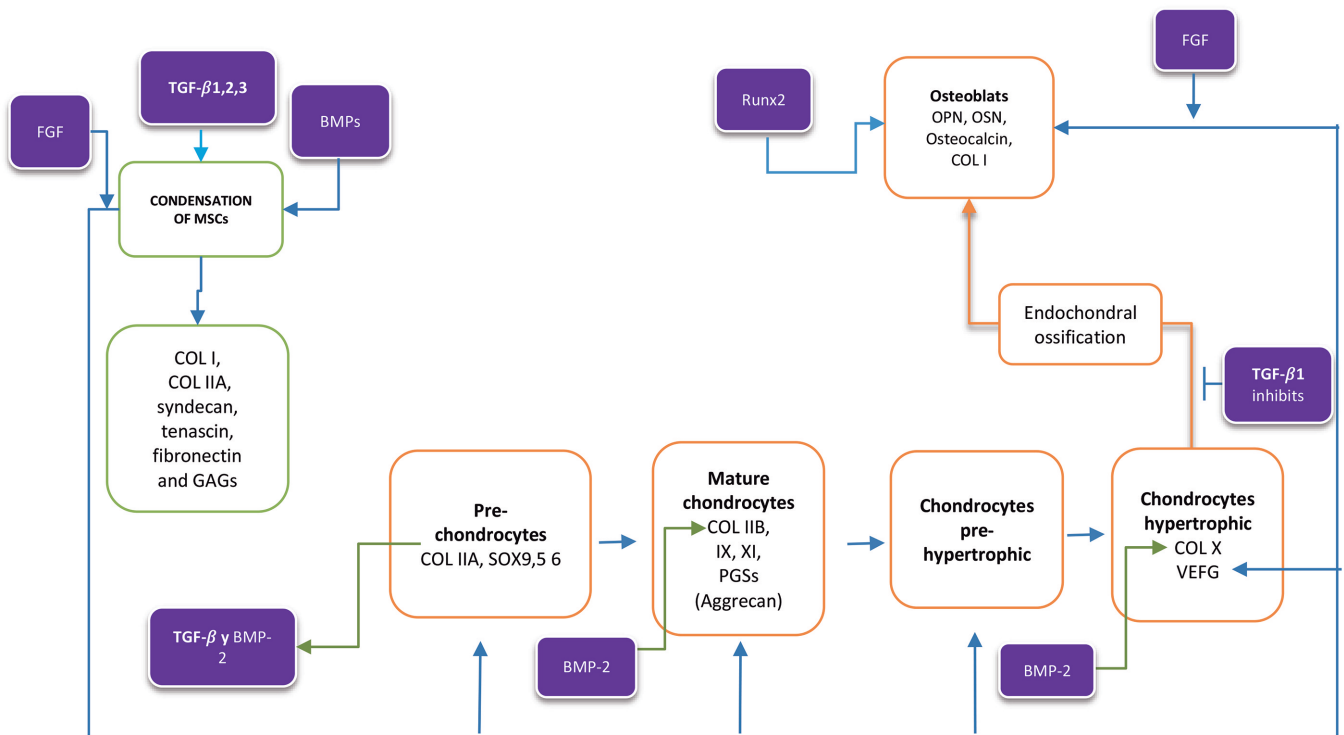 FGF
TGF-β1,2,3
BMPs
CONDENSATION
OF MSCs
COL I,
COL IIA,
syndecan,
tenascin,
fibronectin
and GAGs
Runx2
Osteoblats
OPN, OSN,
Osteocalcin,
COL I
FGF
Endochondral
ossification
TGF-β1
inhibits
Pre-
chondrocytes
COL IIA, SOX9,5 6
Mature
chondrocytes
COL IIB,
IX, XI,
PGSs
(Aggrecan)
Chondrocytes
pre-
hypertrophic
Chondrocytes
hypertrophic
COL X
VEFG
TGF-β y BMP-
2
BMP-2
BMP-2